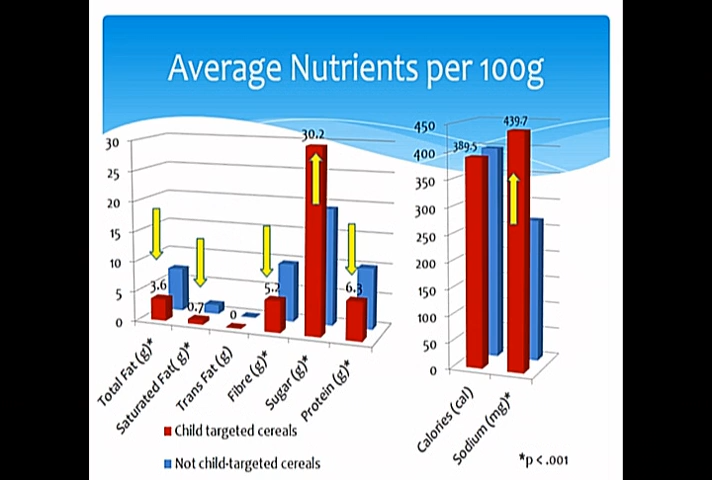 Average Nutrients per 100g
30
25
20
15
10
5
0
3.6
0.7
0
5.2
30.2
6.3
Total Fat (g)*
Saturated Fat( g)*
Trans Fat (g)
Fibre (g)*
Sugar (g)*
Protein (g)*
450
400
350
300
250
200
150
100
50
0
389.5
439.7
Calories (cal)
Sodium (mg)*
Child targeted cereals
Not child-targeted cereals
*p < .001